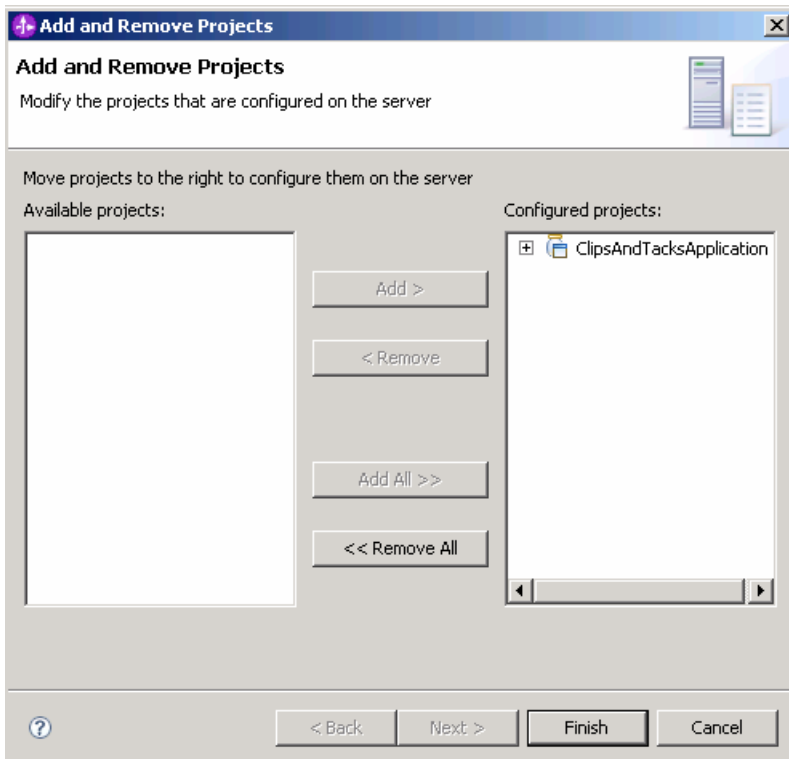 Add and Remove Projects
Add and Remove Projects
Modify the projects that are configured on the server
Move projects to the right to configure them on the server
Available projects:
Configured projects:
ClipsAndTacksApplication
Add >
< Remove
Add All >>
<< Remove All
?
< Back
Next >
Finish
Cancel